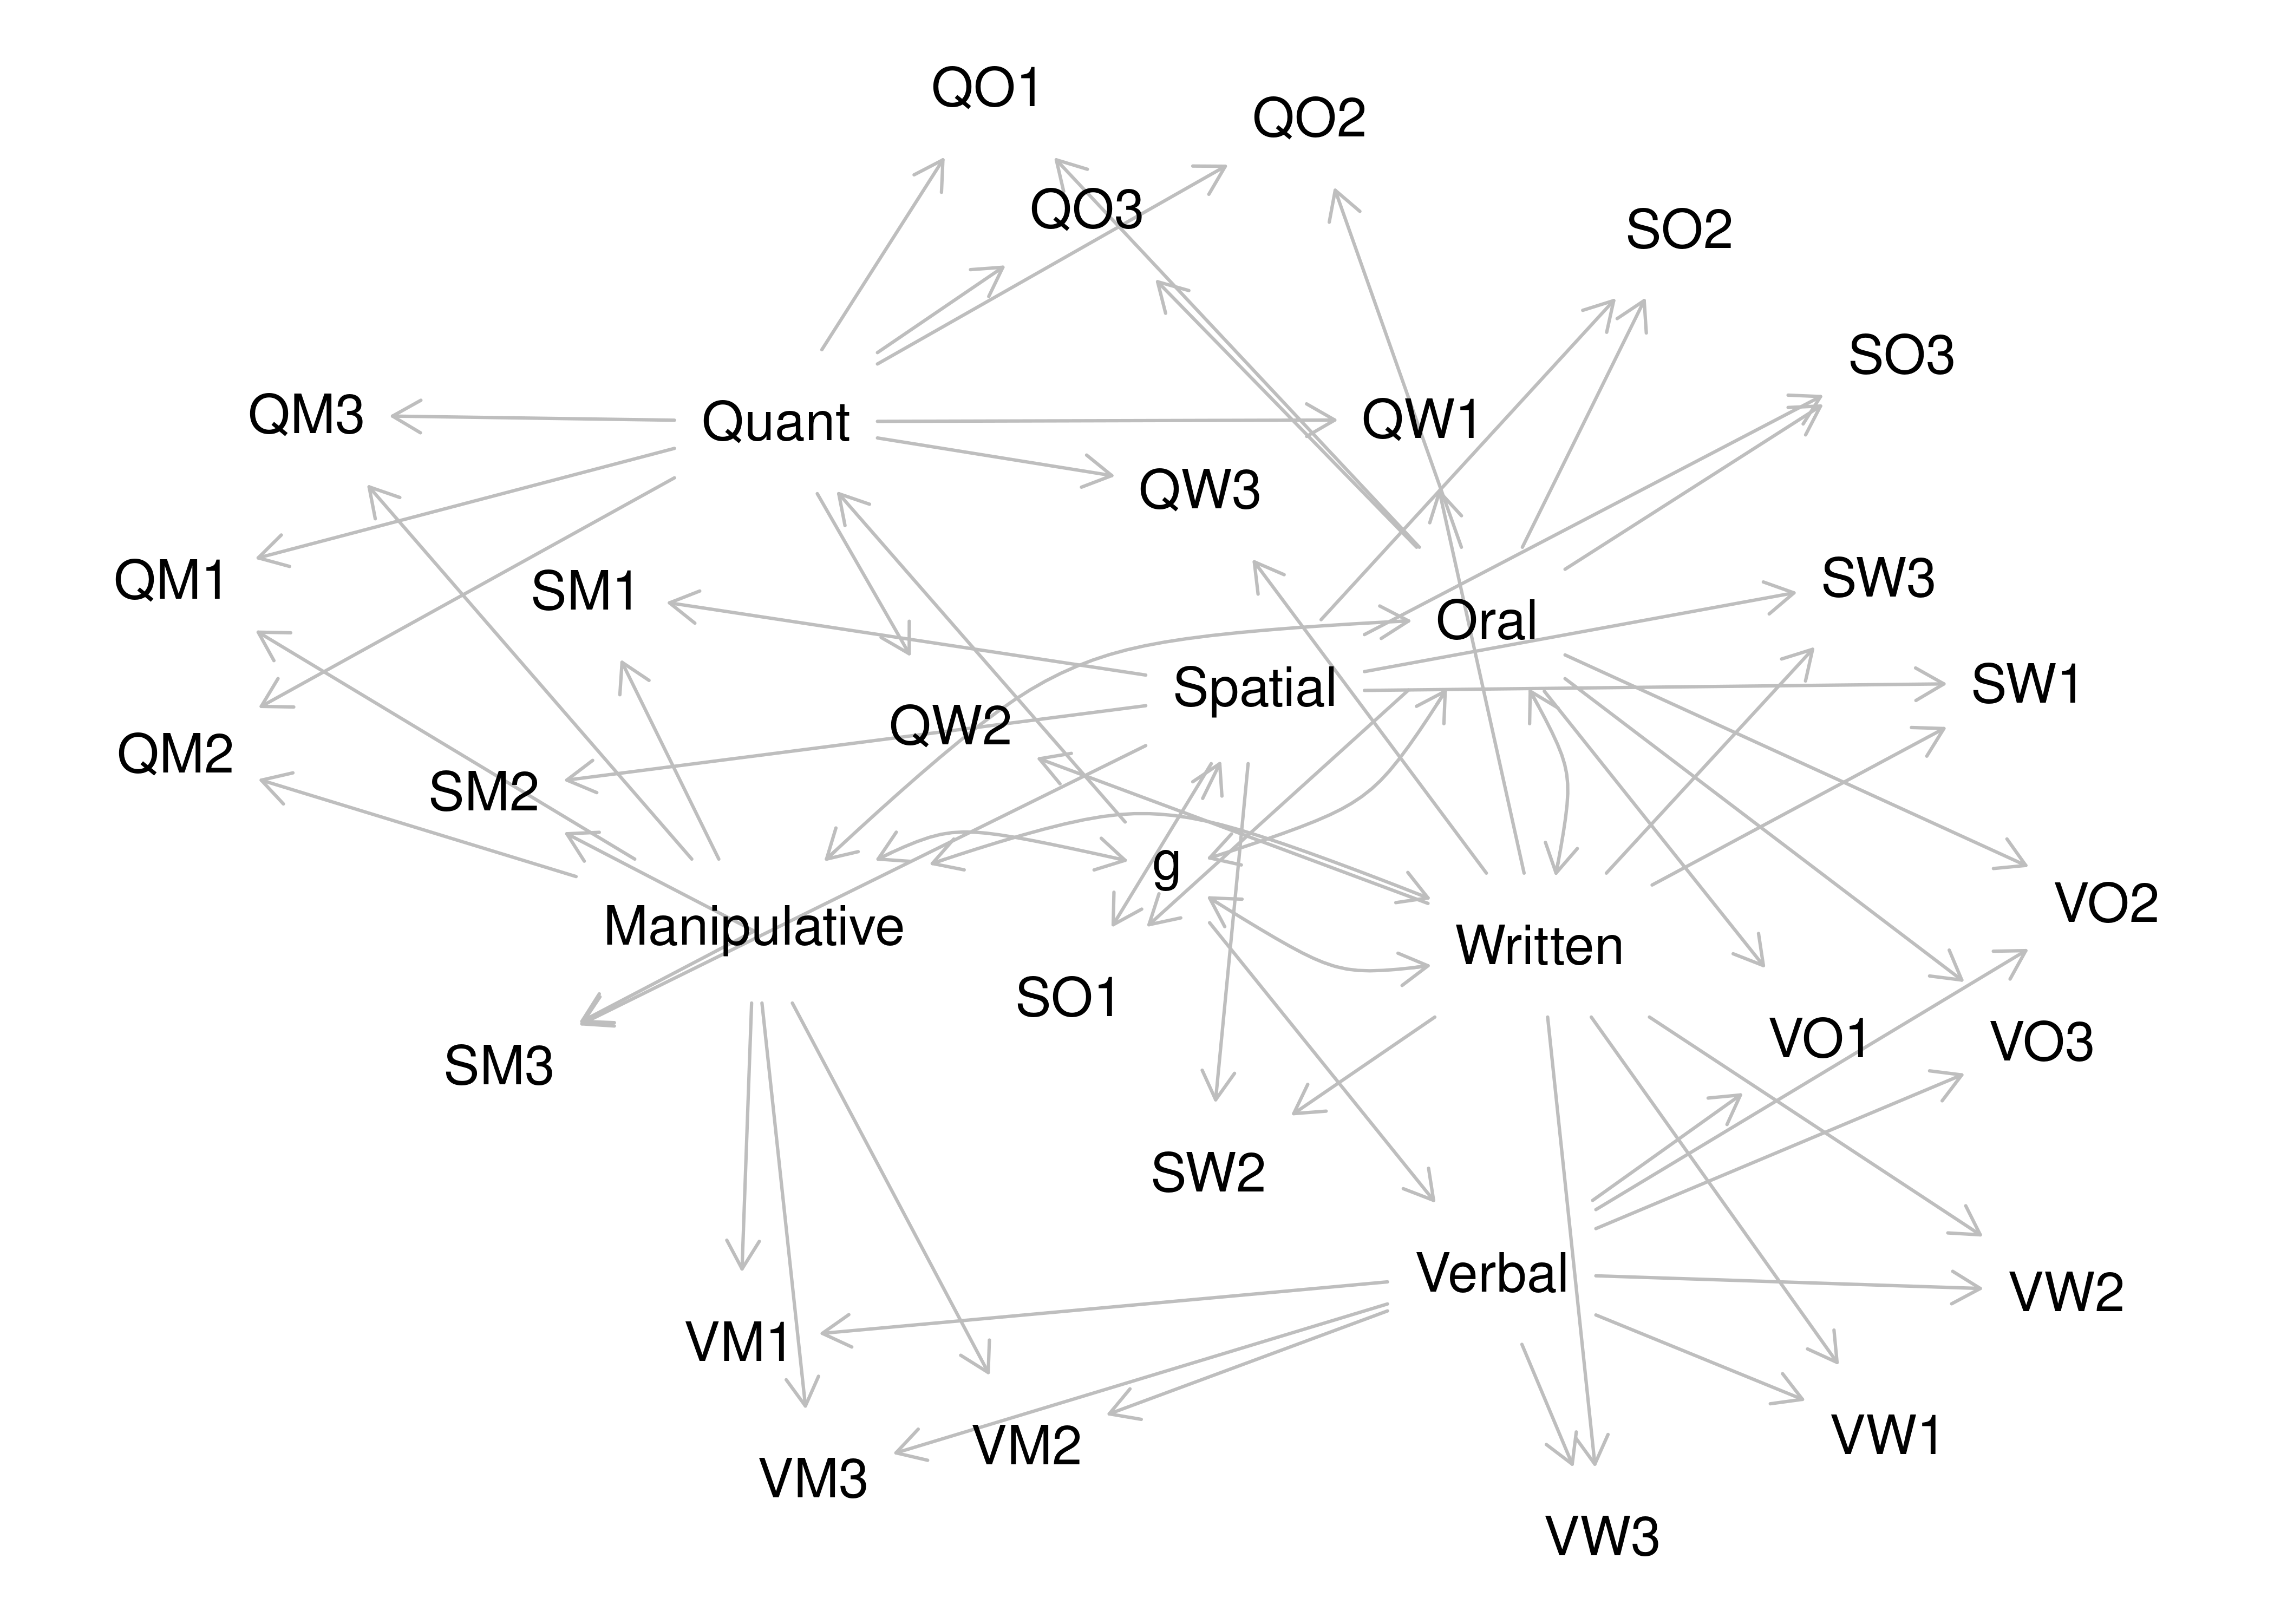 QO1
QO2
QO3
SO2
SO3
QM3
Quant
QW1
QW3
QM1
SM1
SW3
Oral
Spatial
SW1
QW2
QM2
SM2
g
VO2
Manipulative
Written
SO1
VO1
VO3
SM3
SW2
Verbal
VW2
VM1
VW1
VM2
VM3
VW3